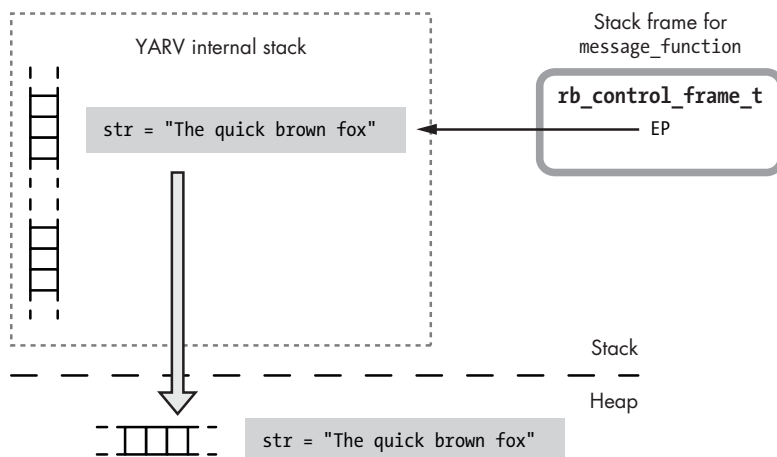 YARV internal stack
Stack frame for
message_function
rb_control_frame_t
EP
str = "The quick brown fox"
Stack
Heap
str = "The quick brown fox"